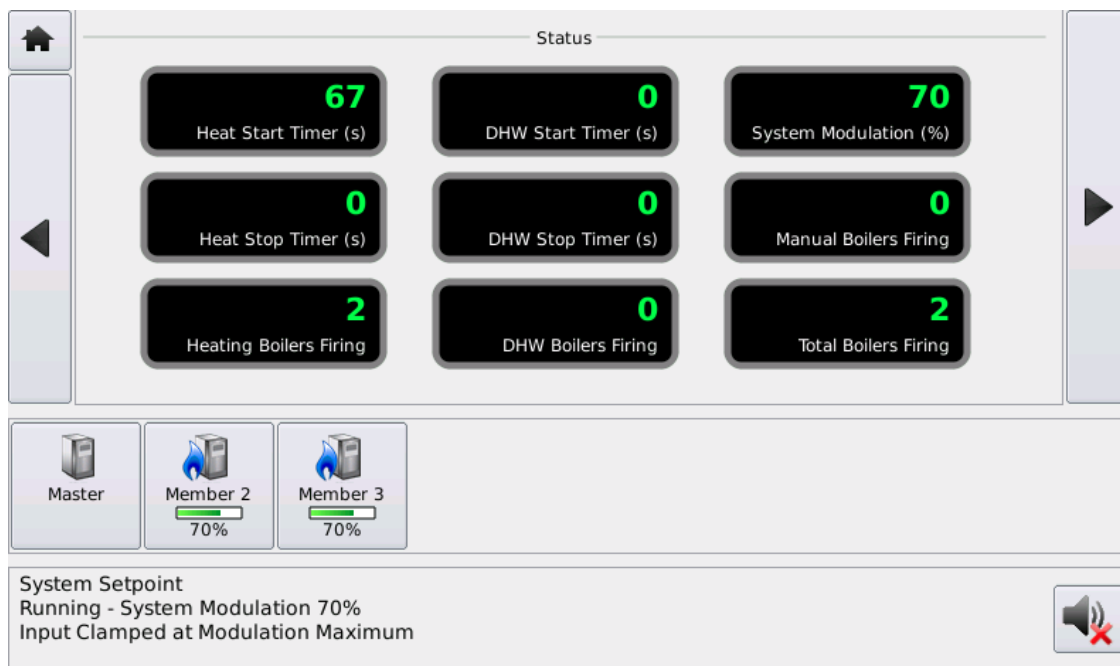 Status
67
Heat Start Timer (s)
0
DHW Start Timer (s)
70
System Modulation (%)
0
Heat Stop Timer (s)
0
DHW Stop Timer (s)
0
Manual Boilers Firing
2
Heating Boilers Firing
0
DHW Boilers Firing
2
Total Boilers Firing
Master
Member 2
70%
Member 3
70%
System Setpoint
Running - System Modulation 70%
Input Clamped at Modulation Maximum